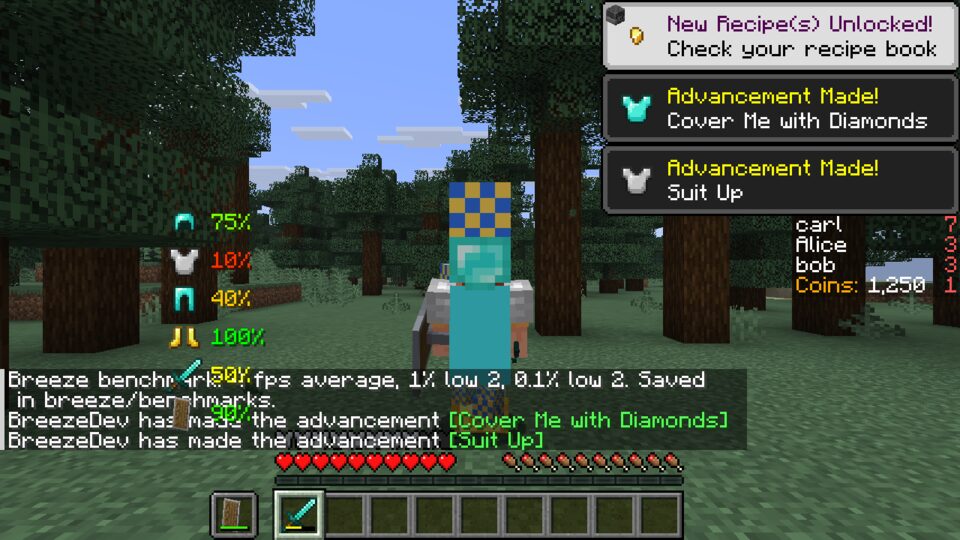 New Recipe(s) Unlocked!
Check your recipe book
Advancement Made!
Cover Me with Diamonds
Advancement Made!
Suit Up
carl 7
Alice 3
bob 3
Coins: 1,250 1
75%
10%
40%
100%
50%
90%
Breeze fps average, 1% low 2, 0.1% low 2. Saved
in breeze/benchmarks.
BreezeDev has made the advancement [Cover Me with Diamonds]
BreezeDev has made the advancement [Suit Up]